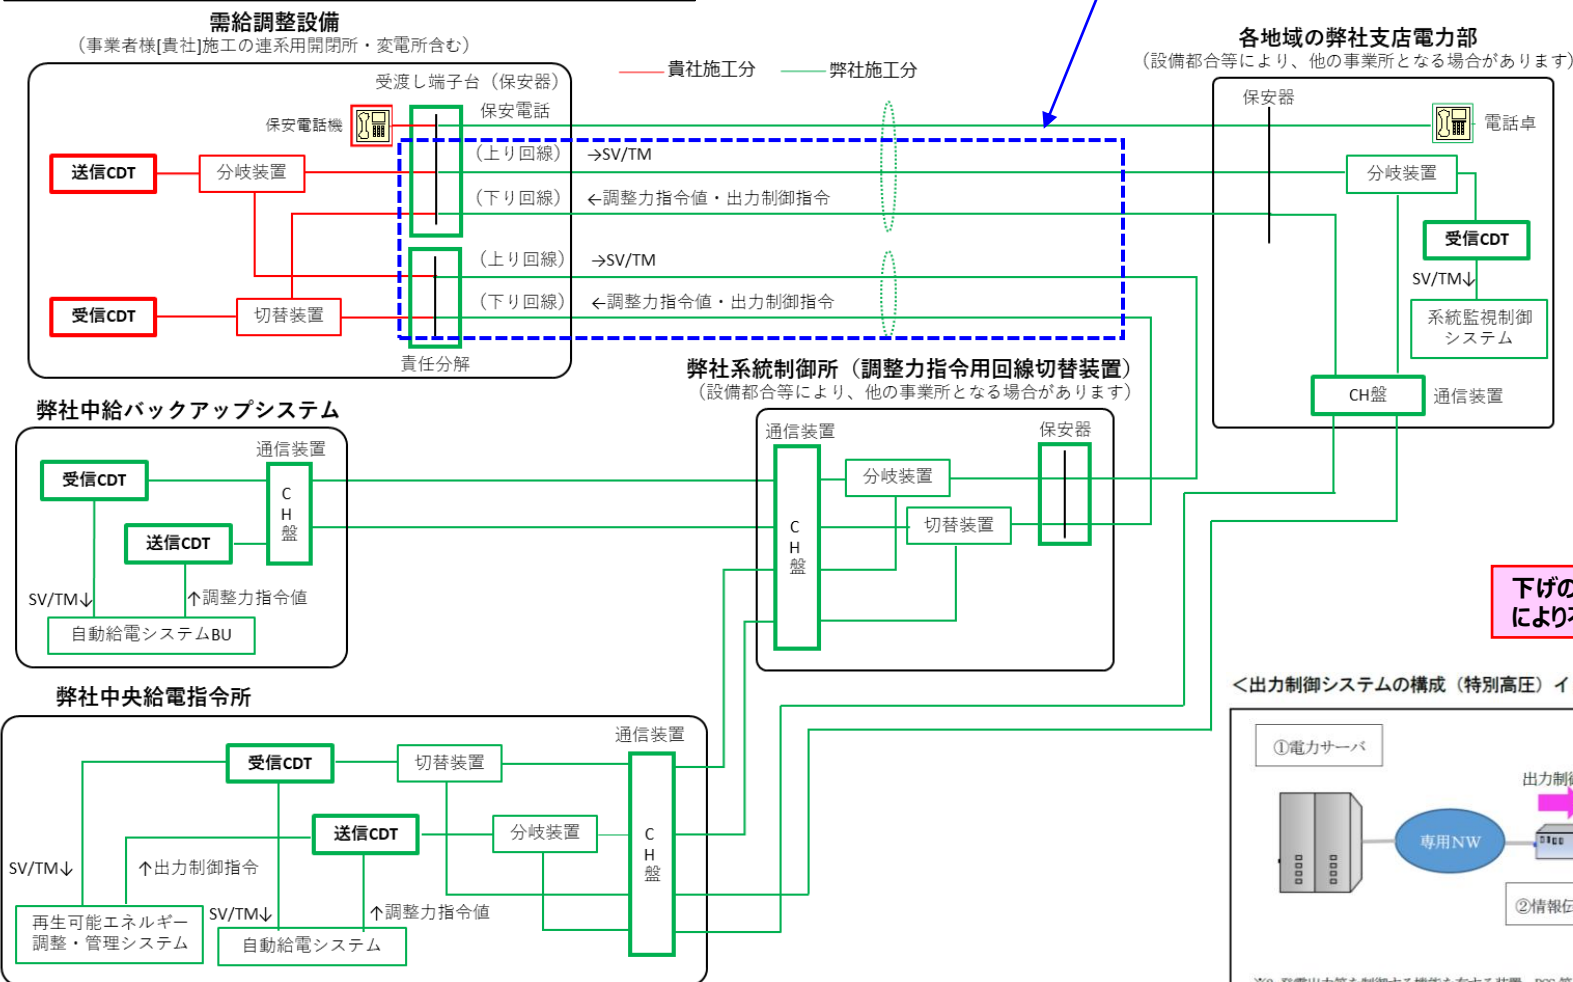 需給調整設備
（事業者様[貴社]施工の連系用開閉所・変電所含む）
貴社施工分
弊社施工分
受渡し端子台（保安器）
保安電話機
保安電話
（上り回線）
→SV/TM
（下り回線）
←調整力指令値・出力制御指令
（上り回線）
→SV/TM
（下り回線）
←調整力指令値・出力制御指令
送信CDT
分岐装置
受信CDT
切替装置
責任分解
各地域の弊社支店電力部
（設備都合等により、他の事業所となる場合があります）
保安器
電話卓
分岐装置
受信CDT
SV/TM↓
系統監視制御
システム
CH盤
通信装置
弊社系統制御所（調整力指令用回線切替装置）
（設備都合等により、他の事業所となる場合があります）
通信装置
保安器
分岐装置
切替装置
C
H
盤
弊社中給バックアップシステム
通信装置
受信CDT
C
H
盤
送信CDT
SV/TM↓
↑調整力指令値
自動給電システムBU
弊社中央給電指令所
通信装置
受信CDT
切替装置
送信CDT
分岐装置
C
H
盤
SV/TM↓
↑出力制御指令
SV/TM↓
↑調整力指令値
再生可能エネルギー
調整・管理システム
自動給電システム
下げの
により
＜出力制御システムの構成（特別高圧）イ
①電力サーバ
出力制御
専用NW
②情報伝